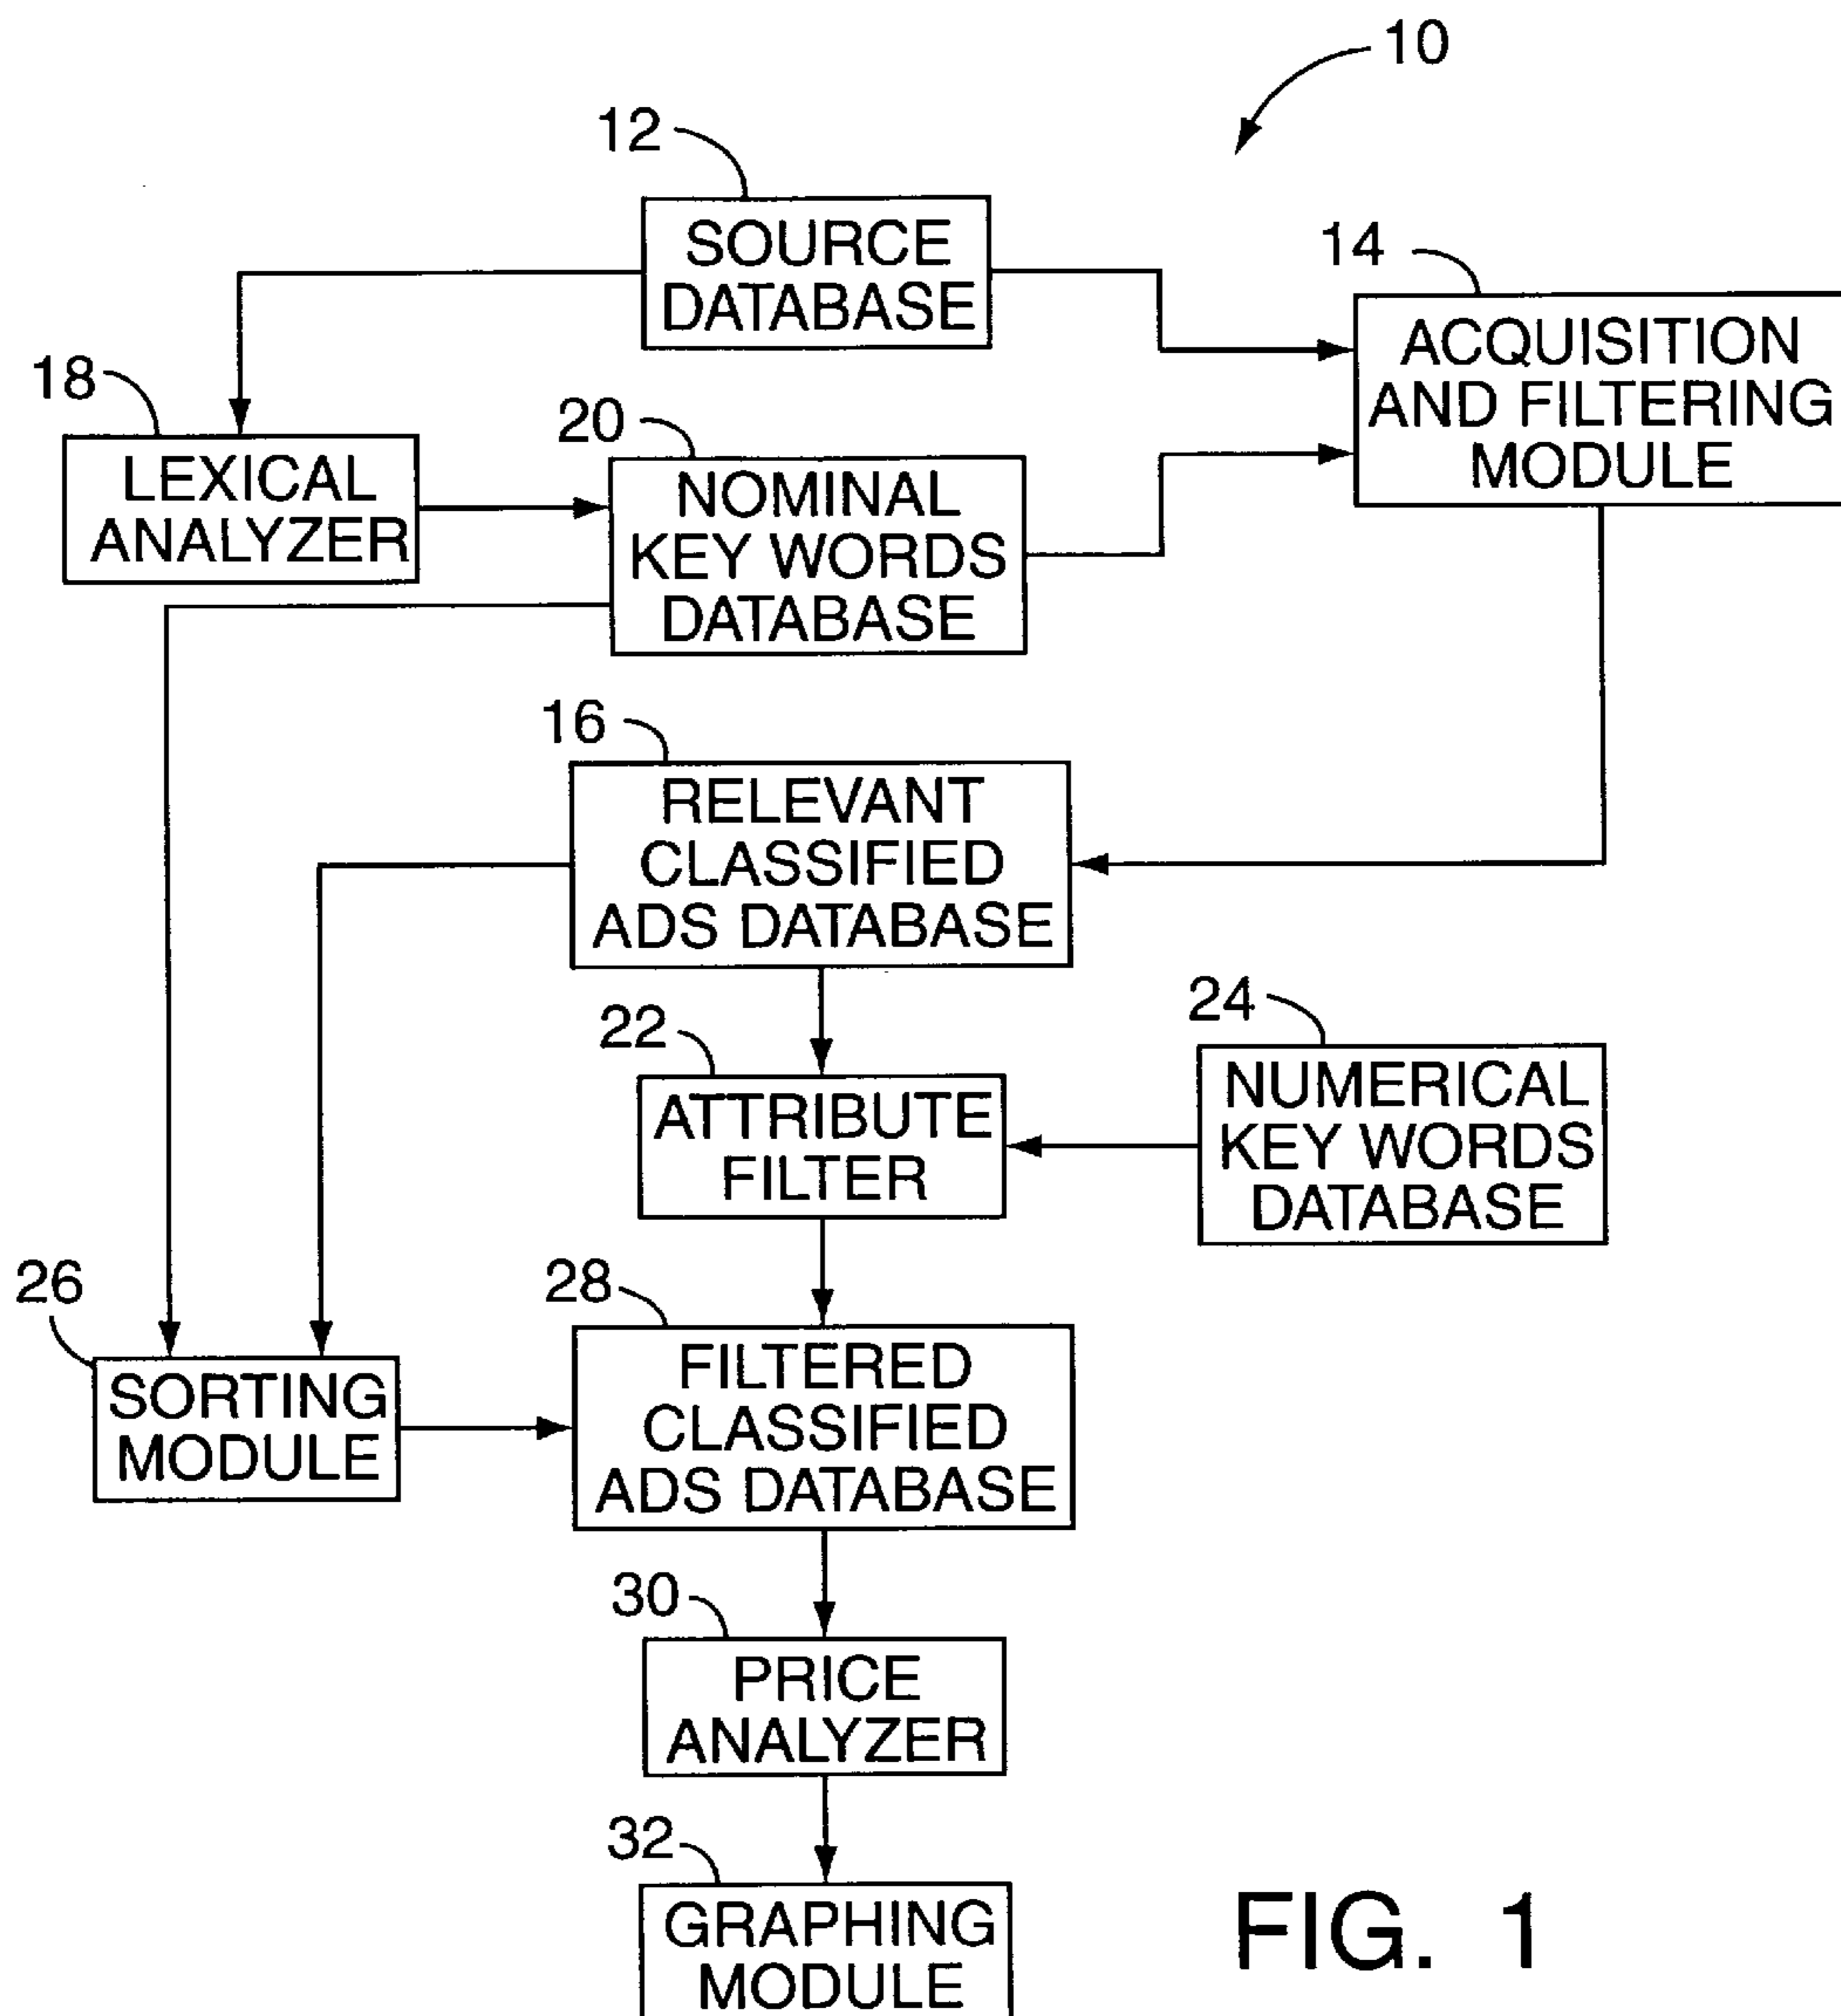 10
12
SOURCE
DATABASE
14
ACQUISITION
AND FILTERING
MODULE
18
LEXICAL
ANALYZER
20
NOMINAL
KEY WORDS
DATABASE
16
RELEVANT
CLASSIFIED
ADS DATABASE
22
ATTRIBUTE
FILTER
24
NUMERICAL
KEY WORDS
DATABASE
26
SORTING
MODULE
28
FILTERED
CLASSIFIED
ADS DATABASE
30
PRICE
ANALYZER
32
GRAPHING
MODULE
FIG. 1